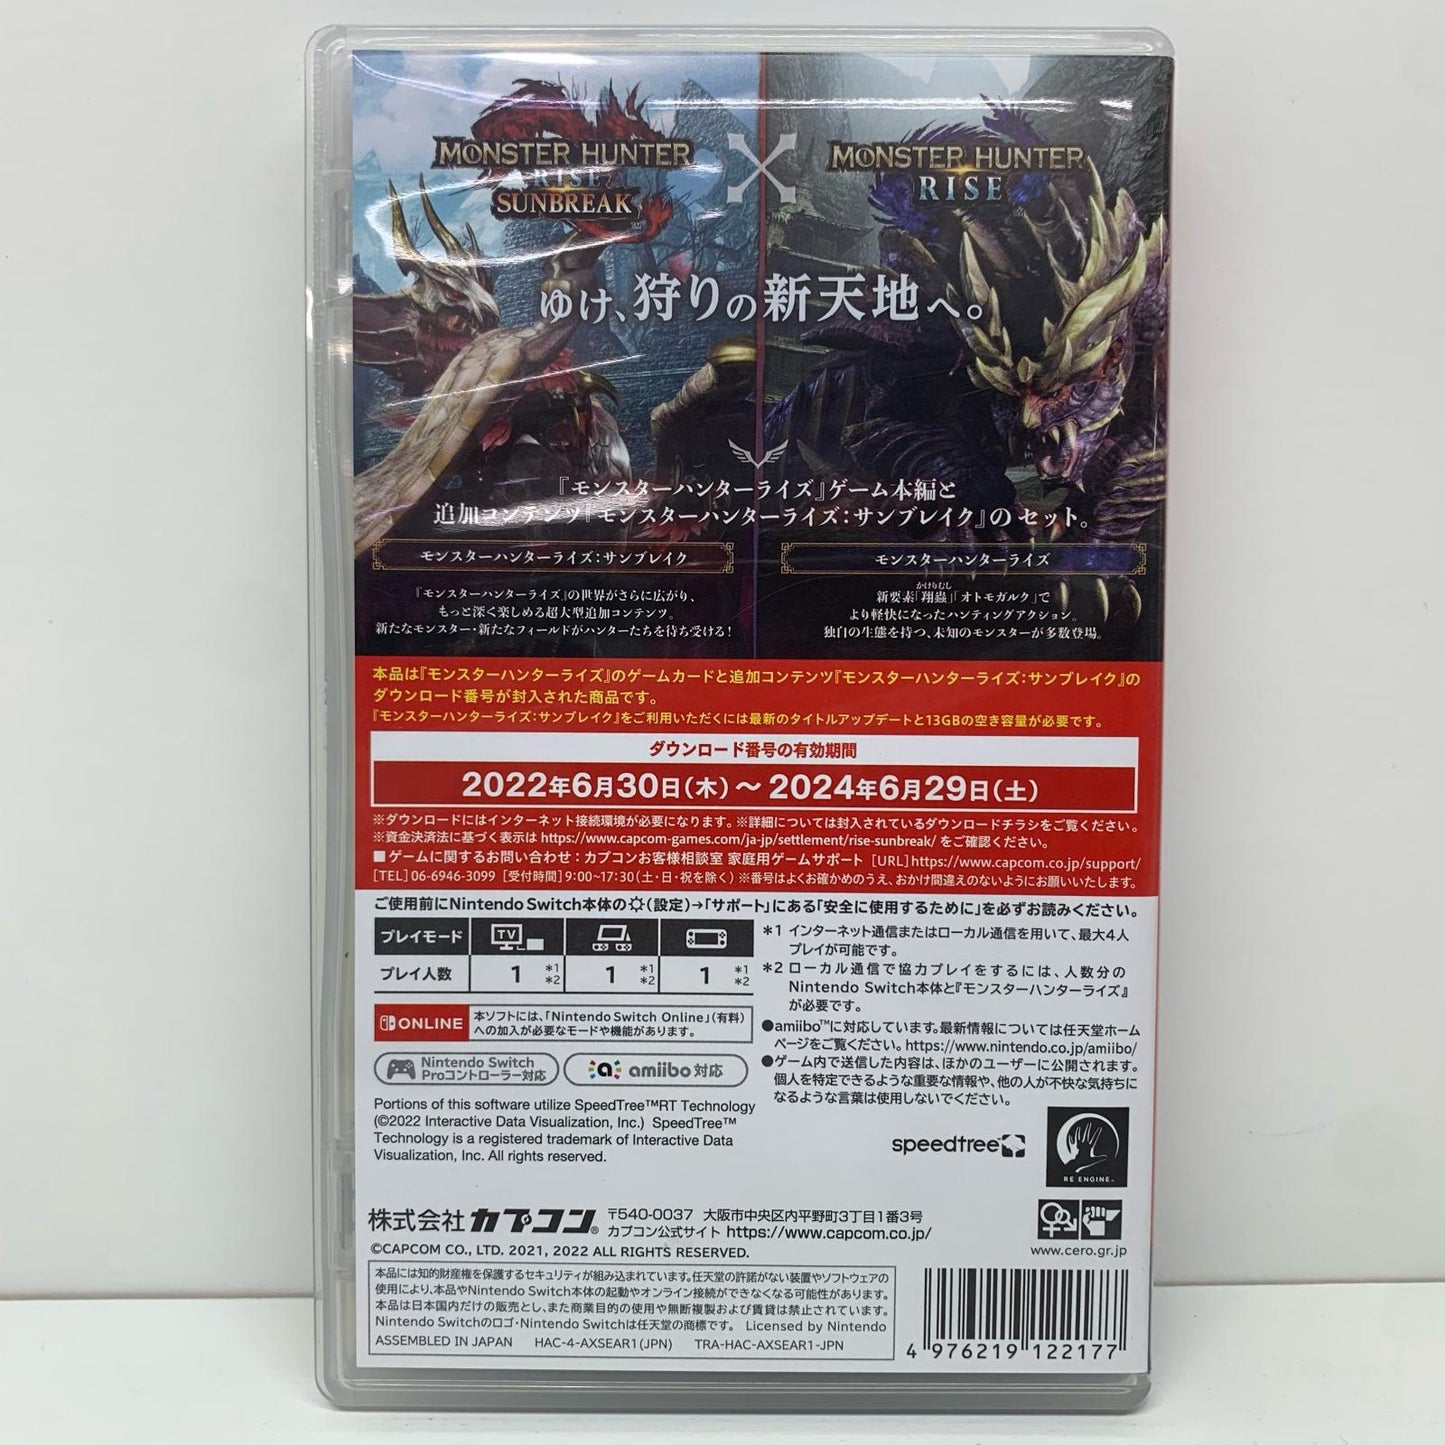 MONSTER HUNTER
RISE
SUNBREAK
MONSTER HUNTER
RISE
ゆけ、狩りの新天地へ。
『モンスターハンターライズ』ゲーム本編と
追加コンテンツ『モンスターハンターライズ：サンブレイク』のセット。
モンスターハンターライズ：サンブレイク
『モンスターハンターライズ』の世界がさらに広がり、
もっと深く楽しめる超大型追加コンテンツ。
新たなモンスター・新たなフィールドがハンターたちを待ち受ける！
モンスターハンターライズ
かけりむし
新要素「翔蟲」「オトモガルク」で
より軽快になったハンティングアクション。
独自の生態を持つ、未知のモンスターが多数登場。
本品は『モンスターハンターライズ』のゲームカードと追加コンテンツ『モンスターハンターライズ：サンブレイク』の
ダウンロード番号が封入された商品です。
『モンスターハンターライズ：サンブレイク』をご利用いただくには最新のタイトルアップデートと13GBの空き容量が必要です。
ダウンロード番号の有効期間
2022年6月30日（木）～2024年6月29日（土）
※ダウンロードにはインターネット接続環境が必要になります。※詳細については封入されているダウンロードチラシをご覧ください。
※資金決済法に基づく表示は https://www.capcom-games.com/ja-jp/settlement/rise-sunbreak/ をご確認ください。
■ゲームに関するお問い合わせ：カプコンお客様相談室 家庭用ゲームサポート [URL]https://www.capcom.co.jp/support/
[TEL]06-6946-3099 [受付時間]9:00~17:30（土・日・祝を除く）※番号はよくお確かめのうえ、おかけ間違えのないようにお願いいたします。
ご使用前にNintendo Switch本体の（設定）→「サポート」にある「安全に使用するために」を必ずお読みください。
プレイモード TV
プレイ人数 1 *1 *2 1 *1 *2 1 *1 *2
*1 インターネット通信またはローカル通信を用いて、最大4人
プレイが可能です。
*2 ローカル通信で協力プレイをするには、人数分の
Nintendo Switch本体と『モンスターハンターライズ』
が必要です。
●amiibo™に対応しています。最新情報については任天堂ホーム
ページをご覧ください。https://www.nintendo.co.jp/amiibo/
●ゲーム内で送信した内容は、ほかのユーザーに公開されます。
個人を特定できるような重要な情報や、他の人が不快な気持ちに
なるような言葉は使用しないでください。
ONLINE
本ソフトには、「Nintendo Switch Online」（有料）
への加入が必要なモードや機能があります。
Nintendo Switch
Proコントローラー対応
amiibo対応
Portions of this software utilize SpeedTree™RT Technology
(©2022 Interactive Data Visualization, Inc.) SpeedTree™
Technology is a registered trademark of Interactive Data
Visualization, Inc. All rights reserved.
speedtree
RE ENGINE™
株式会社カプコン®
〒540-0037 大阪市中央区内平野町3丁目1番3号
カプコン公式サイト https://www.capcom.co.jp/
©CAPCOM CO., LTD. 2021, 2022 ALL RIGHTS RESERVED.
www.cero.gr.jp
本品には知的財産権を保護するセキュリティが組み込まれています。任天堂の許諾がない装置やソフトウェアの
使用により、本品やNintendo Switch本体の起動やオンライン接続ができなくなる可能性があります。
本品は日本国内だけの販売とし、また商業目的の使用や無断複製および賃貸は禁止されています。
Nintendo Switchのロゴ・Nintendo Switchは任天堂の商標です。 Licensed by Nintendo
ASSEMBLED IN JAPAN HAC-4-AXSEAR1(JPN) TRA-HAC-AXSEAR1-JPN
4 976219 122177